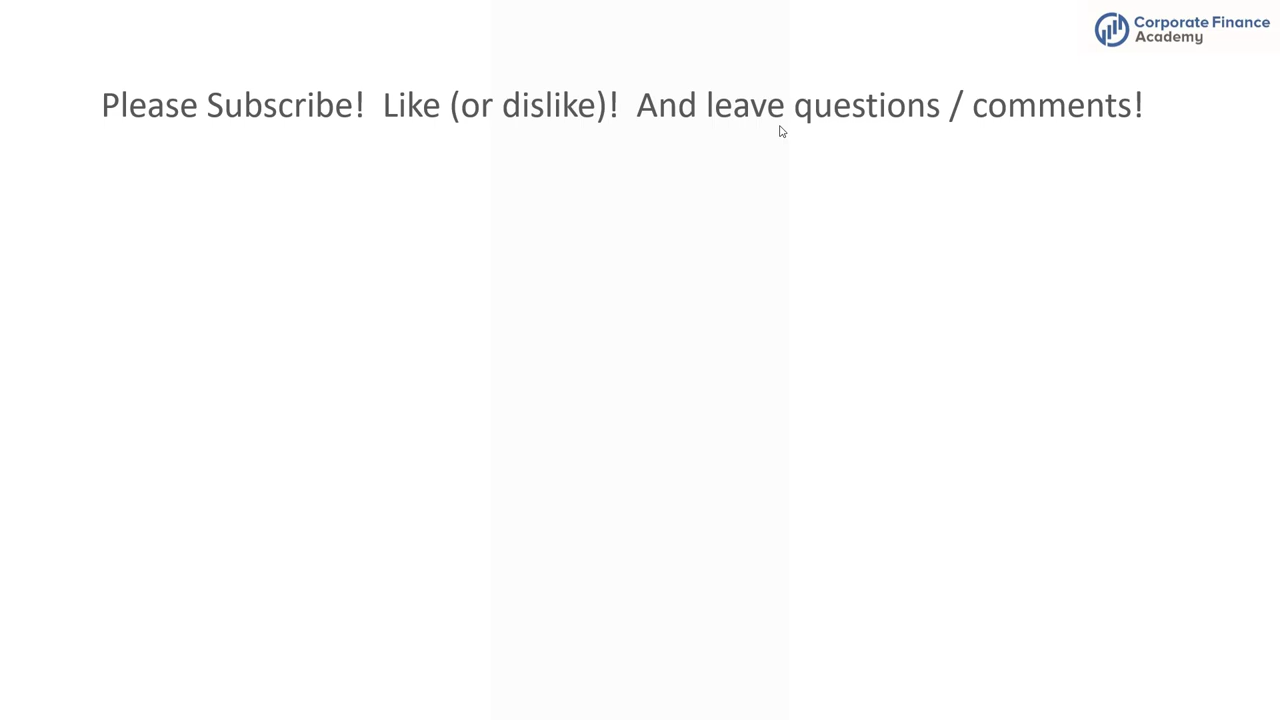 Corporate Finance
Academy
Please Subscribe!  Like (or dislike)!  And leave questions / comments!